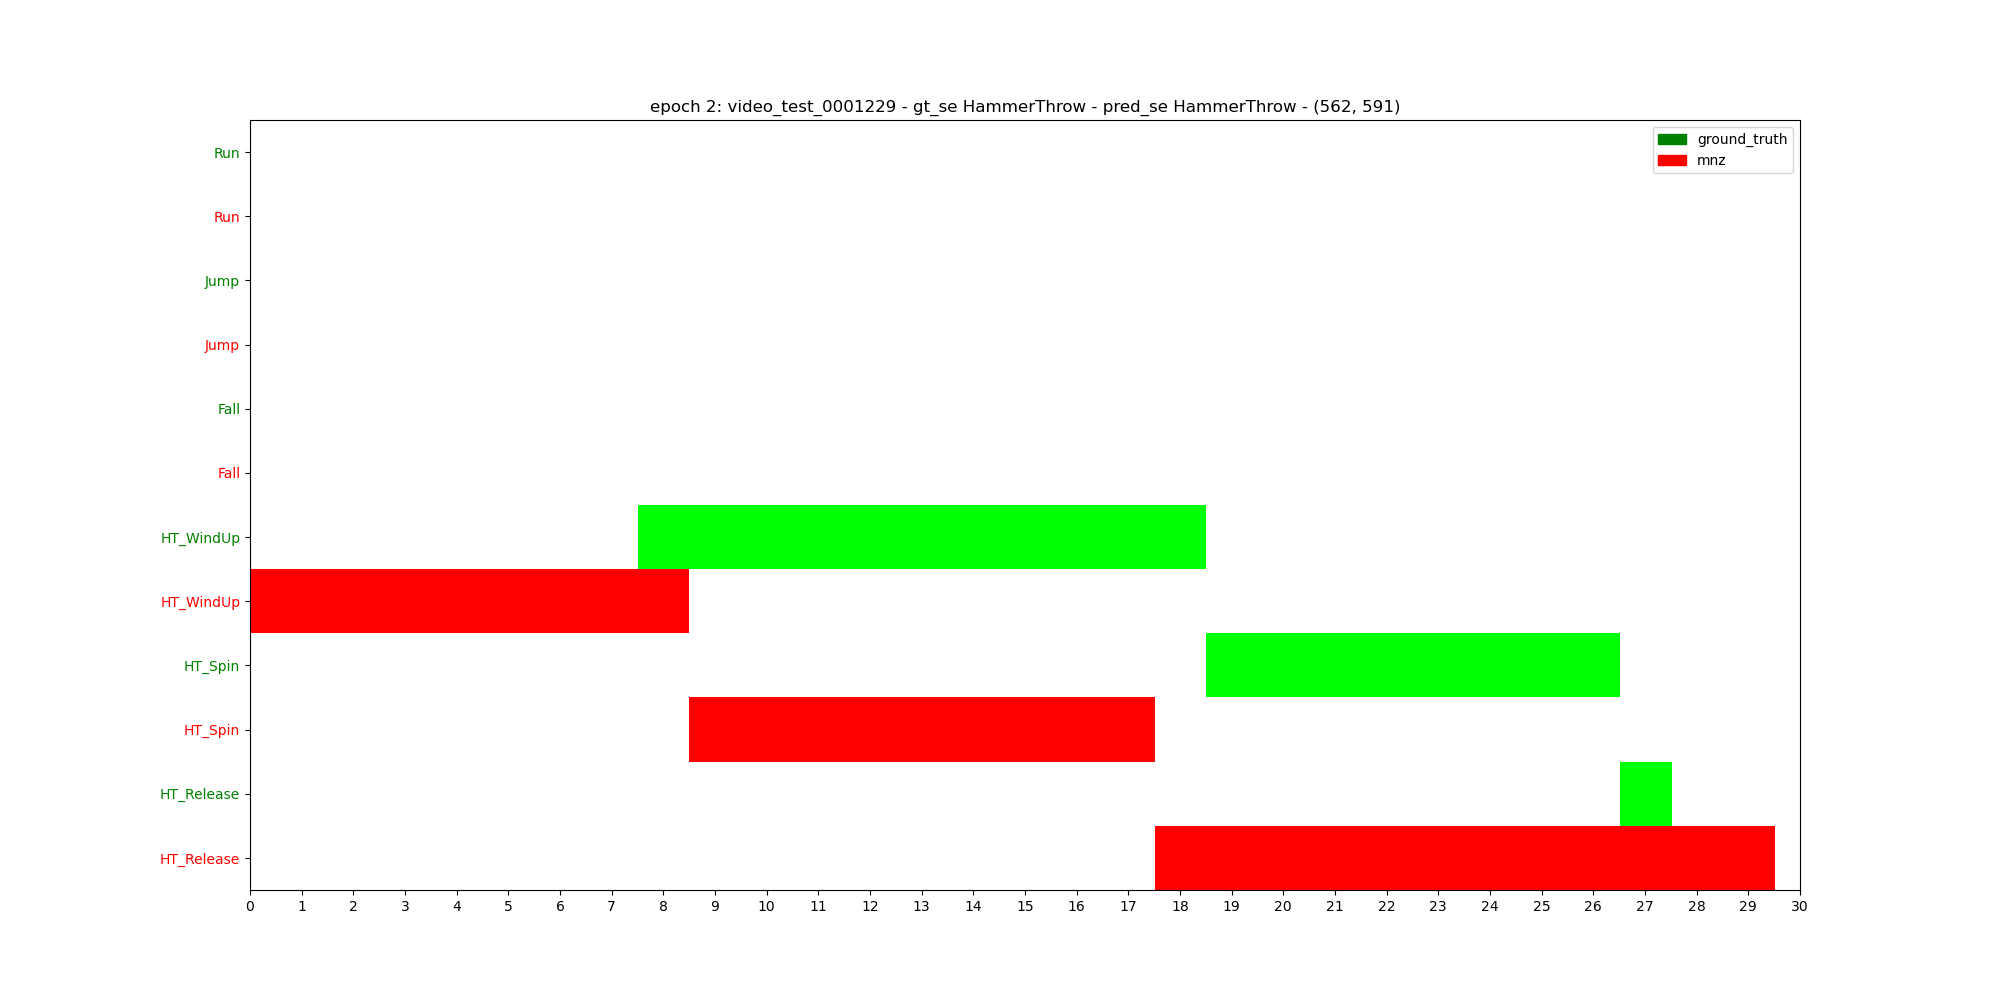 epoch 2: video_test_0001229 - gt_se HammerThrow - pred_se HammerThrow - (562, 591)
ground_truth
mnz
Run
Run
Jump
Jump
Fall
Fall
HT_WindUp
HT_WindUp
HT_Spin
HT_Spin
HT_Release
HT_Release
0 1 2 3 4 5 6 7 8 9 10 11 12 13 14 15 16 17 18 19 20 21 22 23 24 25 26 27 28 29 30